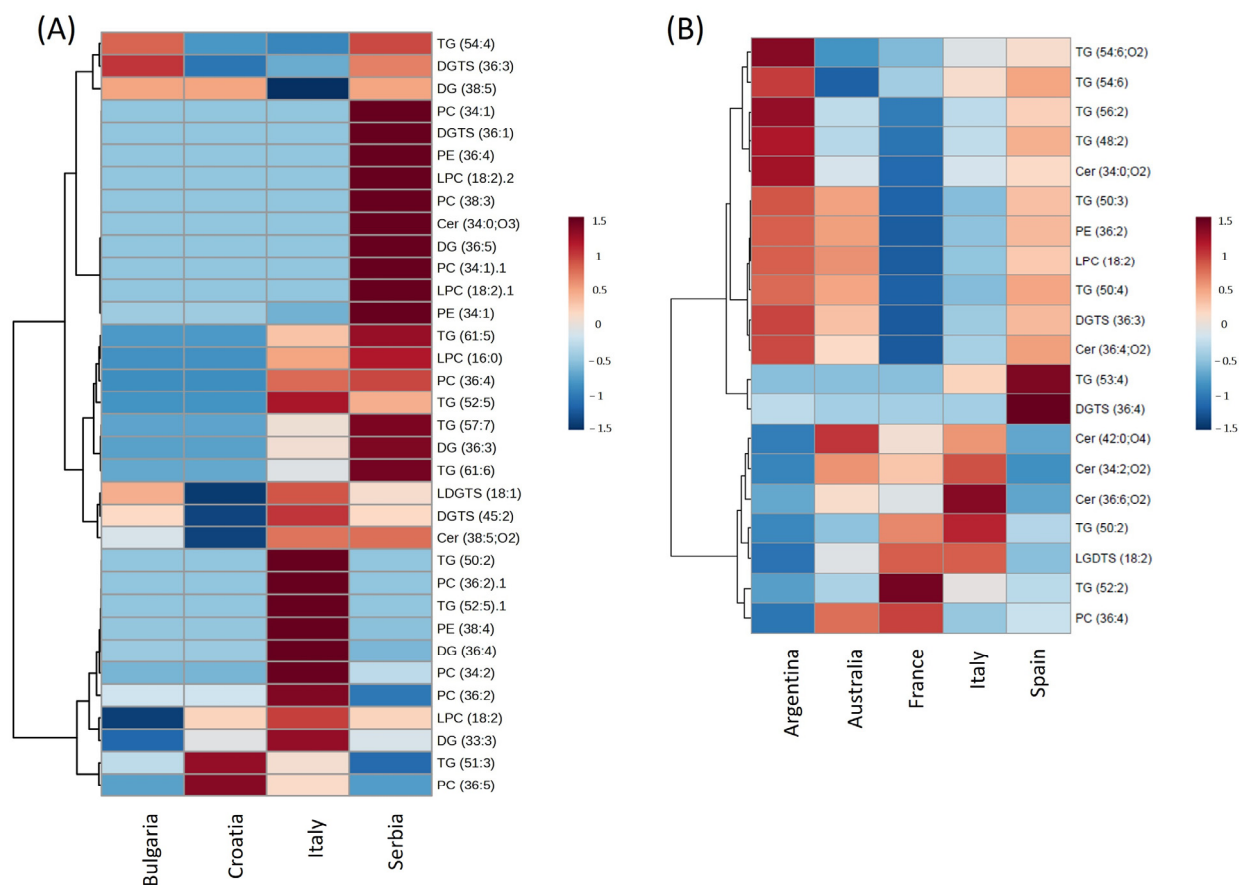 (A)
TG (54:4)
DGTS (36:3)
DG (38:5)
PC (34:1)
DGTS (36:1)
PE (36:4)
LPC (18:2).2
PC (38:3)
Cer (34:0;O3)
DG (36:5)
PC (34:1).1
LPC (18:2).1
PE (34:1)
TG (61:5)
LPC (16:0)
PC (36:4)
TG (52:5)
TG (57:7)
DG (36:3)
TG (61:6)
LDGTS (18:1)
DGTS (45:2)
Cer (38:5;O2)
TG (50:2)
PC (36:2).1
TG (52:5).1
PE (38:4)
DG (36:4)
PC (34:2)
PC (36:2)
LPC (18:2)
DG (33:3)
TG (51:3)
PC (36:5)
Bulgaria
Croatia
Italy
Serbia
1.5
1
0.5
0
−0.5
−1
−1.5
(B)
TG (54:6;O2)
TG (54:6)
TG (56:2)
TG (48:2)
Cer (34:0;O2)
TG (50:3)
PE (36:2)
LPC (18:2)
TG (50:4)
DGTS (36:3)
Cer (36:4;O2)
TG (53:4)
DGTS (36:4)
Cer (42:0;O4)
Cer (34:2;O2)
Cer (36:6;O2)
TG (50:2)
LGDTS (18:2)
TG (52:2)
PC (36:4)
Argentina
Australia
France
Italy
Spain
1.5
1
0.5
0
−0.5
−1
−1.5